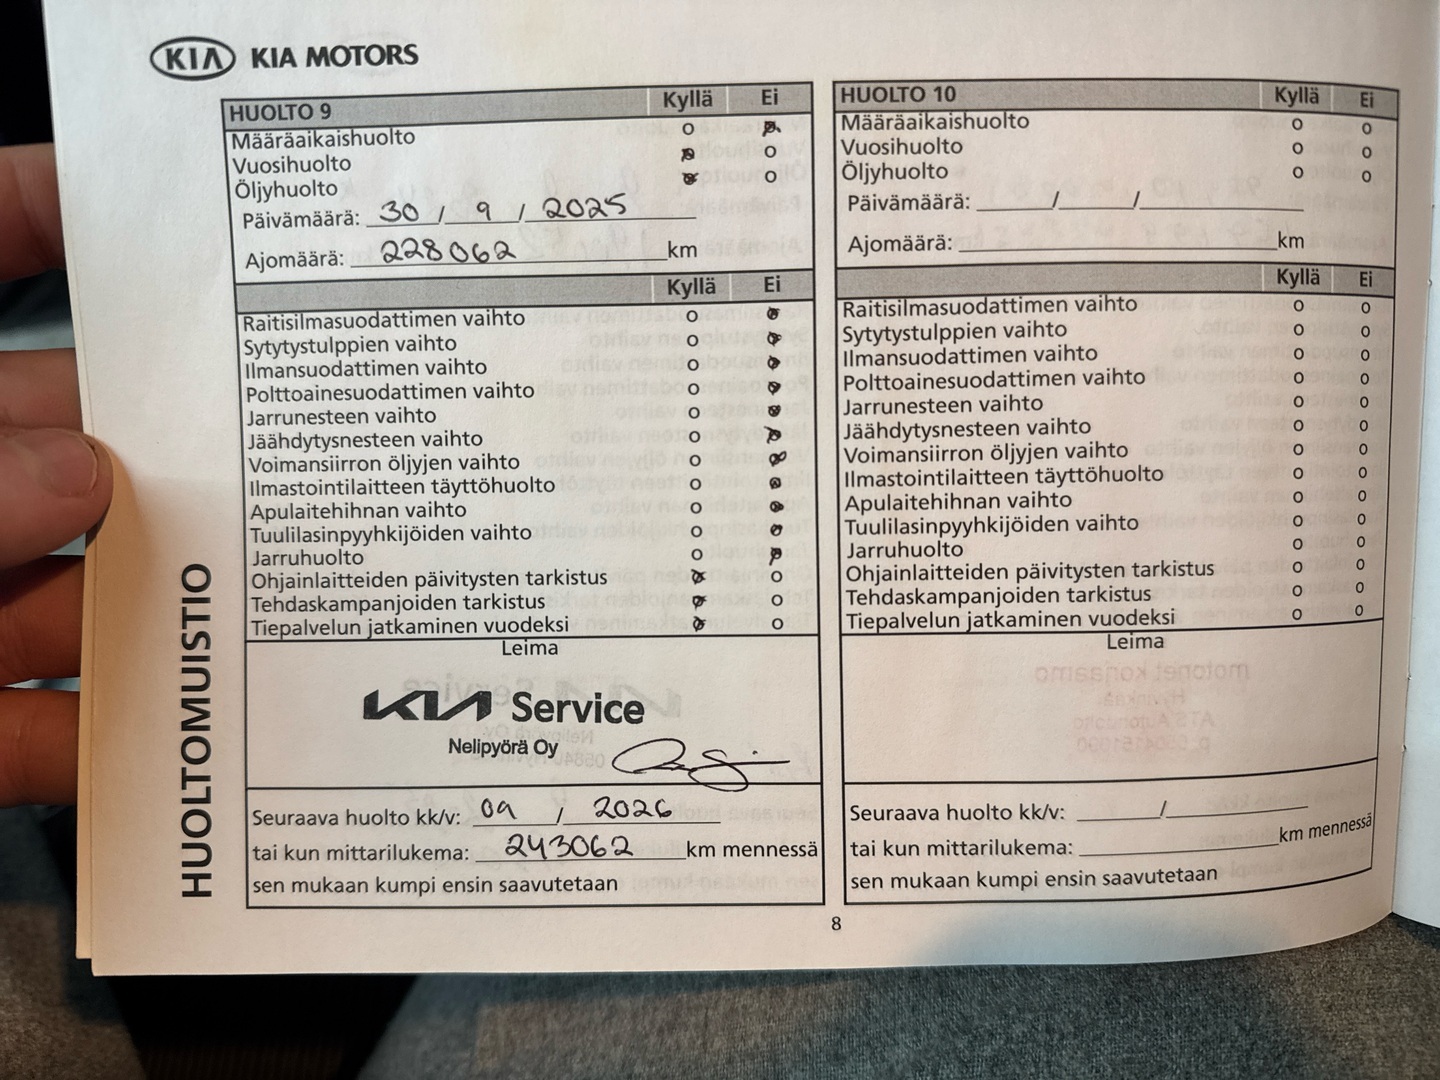 KIA KIA MOTORS
HUOLTOMUISTIO
HUOLTO 9 Kyllä Ei
Määräaikaishuolto
Vuosihuolto
Öljyhuolto
Päivämäärä: 30 / 9 / 2025
Ajomäärä: 228062 km
Kyllä Ei
Raitisilmasuodattimen vaihto
Sytytystulppien vaihto
Ilmansuodattimen vaihto
Polttoainesuodattimen vaihto
Jarrunesteen vaihto
Jäähdytysnesteen vaihto
Voimansiirron öljyjen vaihto
Ilmastointilaitteen täyttöhuolto
Apulaitehihnan vaihto
Tuulilasinpyyhkijöiden vaihto
Jarruhuolto
Ohjainlaitteiden päivitysten tarkistus
Tehdaskampanjoiden tarkistus
Tiepalvelun jatkaminen vuodeksi
Leima
KIA Service
Nelipyörä Oy
Seuraava huolto kk/v: 09 / 2026
tai kun mittarilukema: 243062 km mennessä
sen mukaan kumpi ensin saavutetaan
HUOLTO 10 Kyllä Ei
Määräaikaishuolto
Vuosihuolto
Öljyhuolto
Päivämäärä: / /
Ajomäärä: km
Kyllä Ei
Raitisilmasuodattimen vaihto
Sytytystulppien vaihto
Ilmansuodattimen vaihto
Polttoainesuodattimen vaihto
Jarrunesteen vaihto
Jäähdytysnesteen vaihto
Voimansiirron öljyjen vaihto
Ilmastointilaitteen täyttöhuolto
Apulaitehihnan vaihto
Tuulilasinpyyhkijöiden vaihto
Jarruhuolto
Ohjainlaitteiden päivitysten tarkistus
Tehdaskampanjoiden tarkistus
Tiepalvelun jatkaminen vuodeksi
Leima
Seuraava huolto kk/v: /
tai kun mittarilukema: km mennessä
sen mukaan kumpi ensin saavutetaan
8